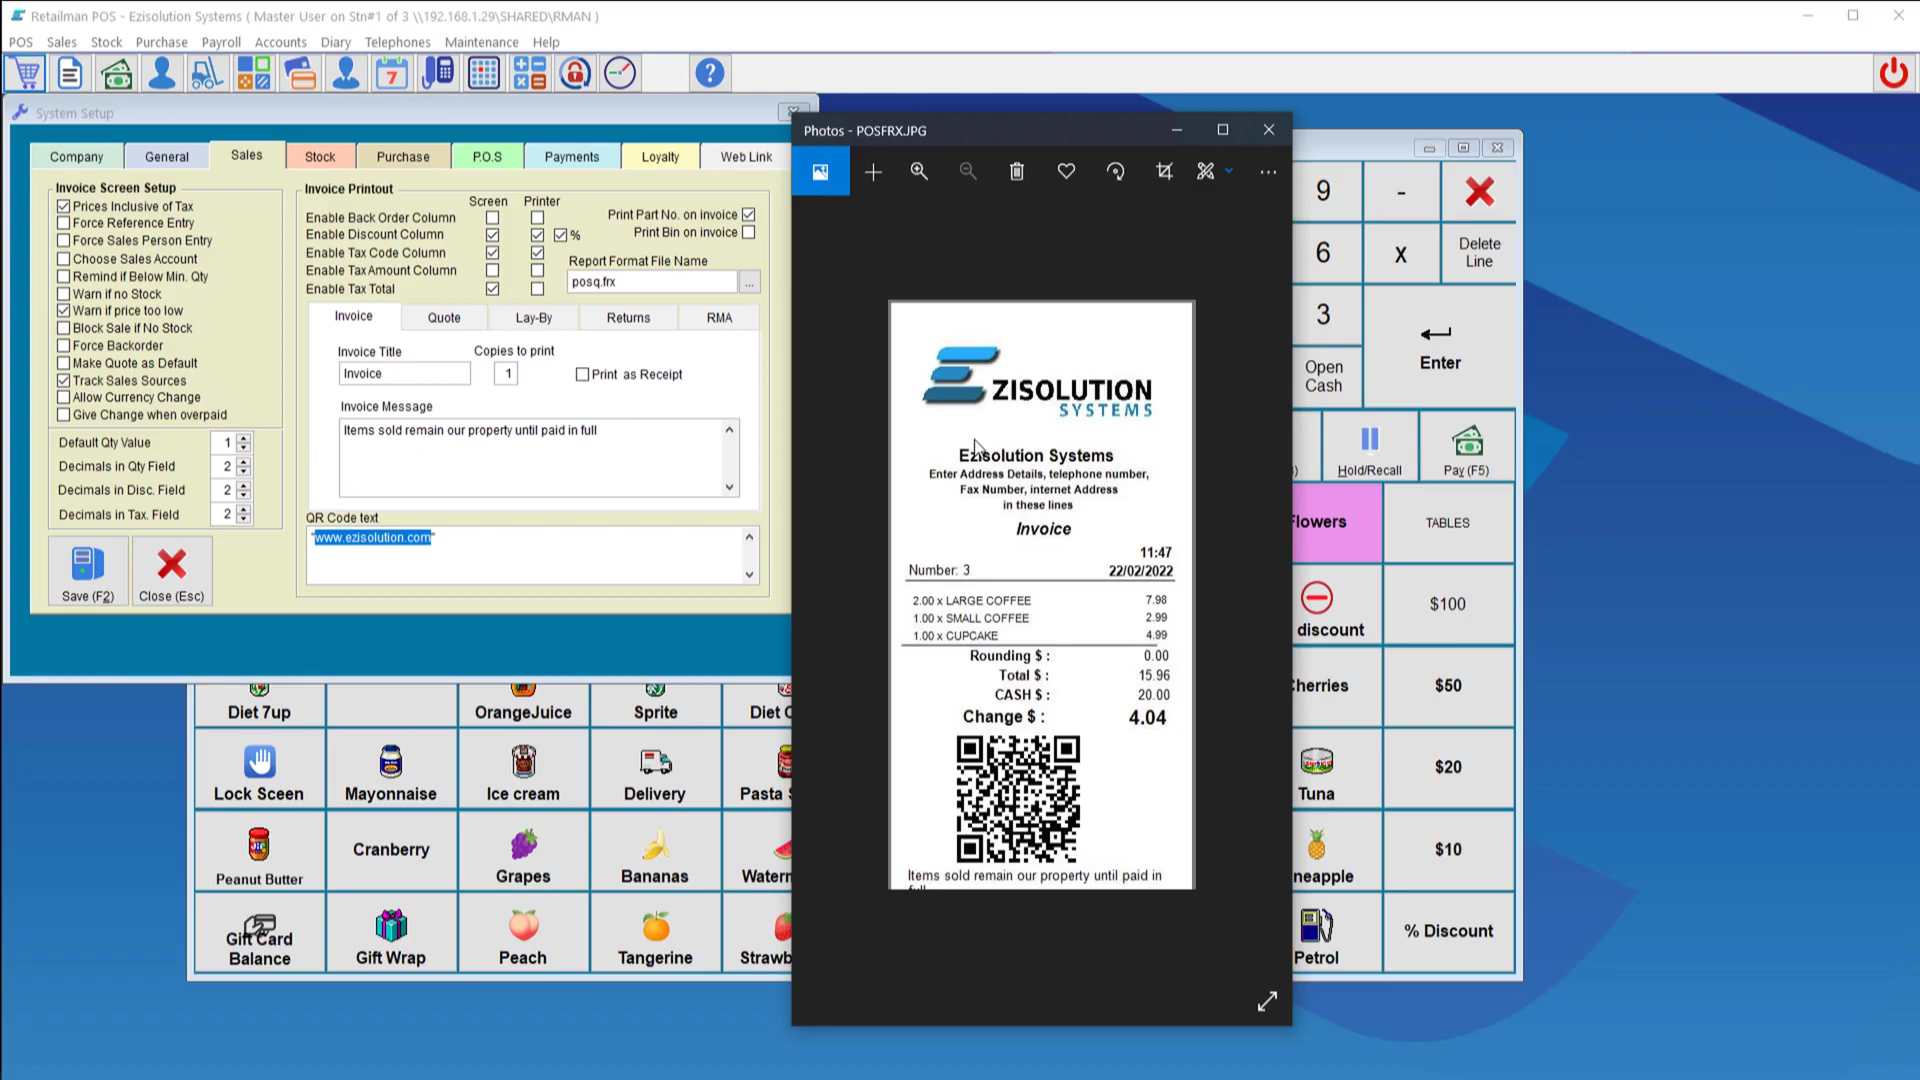 Retailman POS - Ezisolution Systems ( Master User on Stn#1 of 3 \\192.168.1.29\SHARED\RMAN )
POS Sales Stock Purchase Payroll Accounts Diary Telephones Maintenance Help
7
?
System Setup
Company General Sales Stock Purchase P.O.S Payments Loyalty Web Link
Invoice Screen Setup
Prices Inclusive of Tax
Force Reference Entry
Force Sales Person Entry
Choose Sales Account
Remind if Below Min. Qty
Warn if no Stock
Warn if price too low
Block Sale if No Stock
Force Backorder
Make Quote as Default
Track Sales Sources
Allow Currency Change
Give Change when overpaid
Default Qty Value 1
Decimals in Qty Field 2
Decimals in Disc. Field 2
Decimals in Tax. Field 2
Save (F2) Close (Esc)
Invoice Printout
Screen Printer
Enable Back Order Column
Enable Discount Column %
Enable Tax Code Column
Enable Tax Amount Column
Enable Tax Total
Print Part No. on invoice
Print Bin on invoice
Report Format File Name
posq.frx ...
Invoice Quote Lay-By Returns RMA
Invoice Title Copies to print
Invoice 1 Print as Receipt
Invoice Message
Items sold remain our property until paid in full
QR Code text
"www.ezisolution.com"
Photos - POSFRX.JPG
EZISOLUTION
SYSTEMS
Ezisolution Systems
Enter Address Details, telephone number,
Fax Number, internet Address
in these lines
Invoice
11:47
Number: 3 22/02/2022
2.00 x LARGE COFFEE 7.98
1.00 x SMALL COFFEE 2.99
1.00 x CUPCAKE 4.99
Rounding $ : 0.00
Total $ : 15.96
CASH $ : 20.00
Change $ : 4.04
Items sold remain our property until paid in
9 -
6 x Delete
Line
3
Open
Cash
Enter
Hold/Recall Pay (F5)
Flowers TABLES
discount $100
Cherries $50
Tuna $20
neapple $10
Petrol % Discount
Diet 7up OrangeJuice Sprite Diet C
Lock Sceen Mayonnaise Ice cream Delivery Pasta S
Peanut Butter Cranberry Grapes Bananas Watern
Gift Card
Balance Gift Wrap Peach Tangerine Strawb